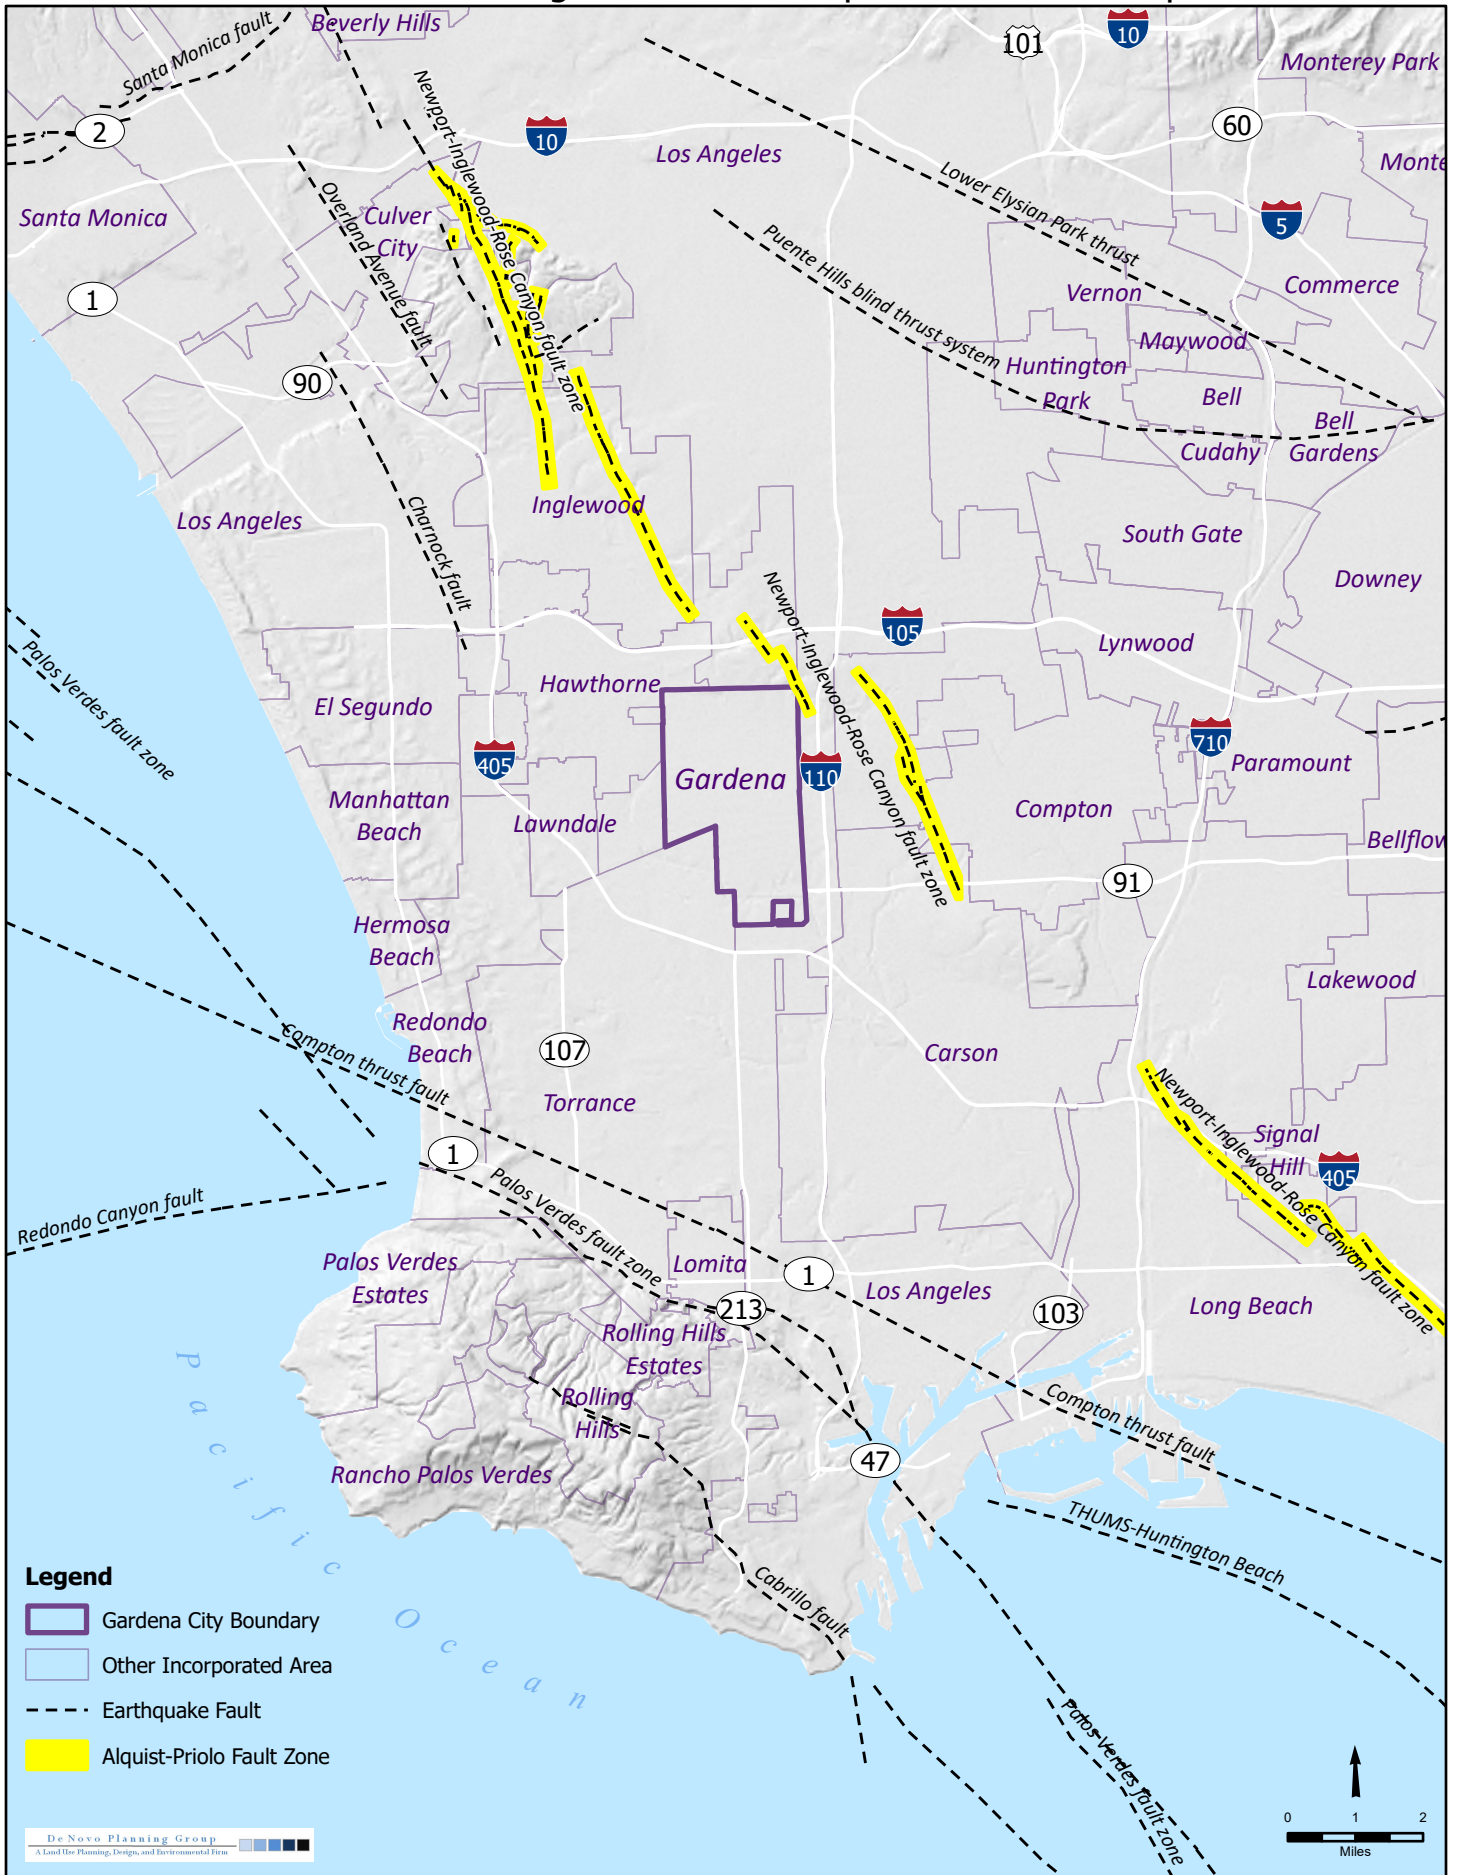 Santa Monica fault
Beverly Hills
101
10
Monterey Park
2
Newport-Inglewood-Rose Canyon fault zone
10
60
Los Angeles
Lower Elysian Park thrust
Monte
Santa Monica
Overland Avenue fault
Culver
City
Puente Hills blind thrust system
5
1
Vernon
Commerce
Maywood
90
Huntington
Park
Bell
Bell
Gardens
Cudahy
Inglewood
Los Angeles
Charnock fault
South Gate
Downey
Newport-Inglewood-Rose Canyon fault zone
105
Lynwood
Palos Verdes fault zone
Hawthorne
El Segundo
405
Gardena
110
710
Paramount
Manhattan
Beach
Lawndale
Compton
Bellflow
91
Hermosa
Beach
Lakewood
Redondo
Beach
Compton thrust fault
107
Carson
Torrance
Newport-Inglewood-Rose Canyon fault zone
Signal
Hill
405
1
Palos Verdes fault zone
Redondo Canyon fault
Palos Verdes
Estates
Lomita
1
Los Angeles
213
103
Long Beach
Rolling Hills
Estates
Rolling
Hills
Compton thrust fault
47
Rancho Palos Verdes
THUMS-Huntington Beach
Cabrillo fault
Pacific Ocean
Palos Verdes fault zone
Legend
Gardena City Boundary
Other Incorporated Area
Earthquake Fault
Alquist-Priolo Fault Zone
De Novo Planning Group
A Land Use Planning, Design, and Environmental Firm
0 1 2
Miles